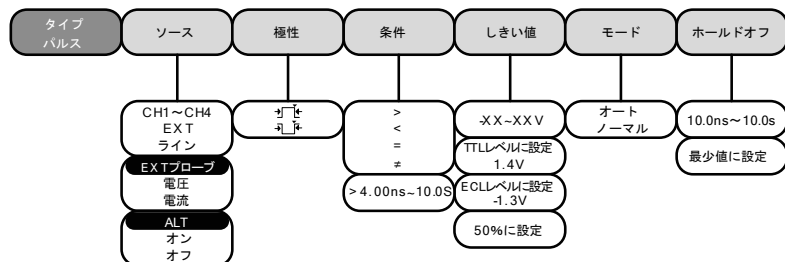 タイプ
パルス
ソース
極性
条件
しきい値
モード
ホールドオフ
CH1～CH4
EXT
ライン
EXTプローブ
電圧
電流
ALT
オン
オフ
>
<
=
≠
> 4.00ns~10.0S
-XX~XXV
TTLレベルに設定
1.4V
ECLレベルに設定
-1.3V
50%に設定
オート
ノーマル
10.0ns～10.0s
最少値に設定